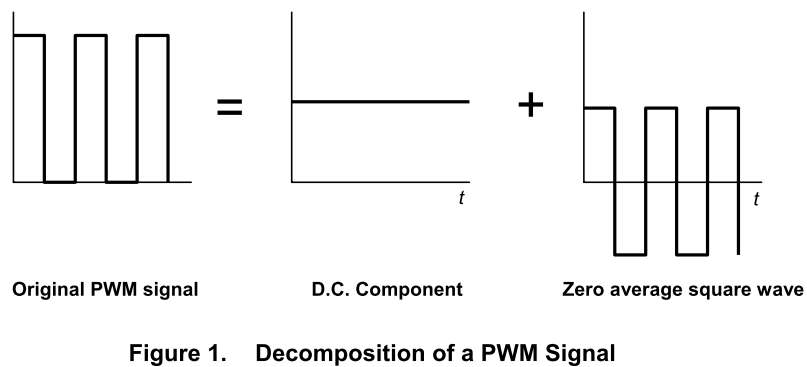 =
+
t
t
Original PWM signal
D.C. Component
Zero average square wave
Figure 1. Decomposition of a PWM Signal